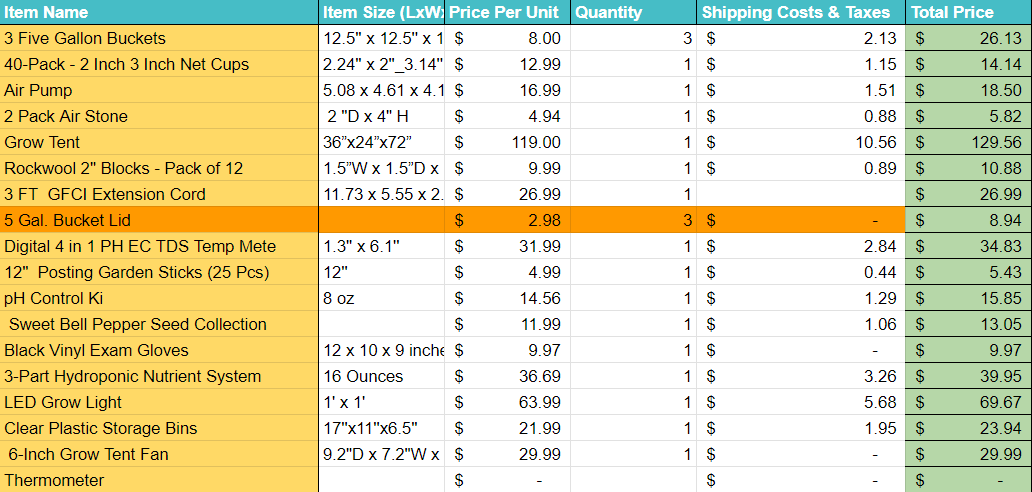 Item Name Item Size (LxWx Price Per Unit Quantity Shipping Costs & Taxes Total Price
3 Five Gallon Buckets 12.5" x 12.5" x 1 $ 8.00 3 $ 2.13 $ 26.13
40-Pack - 2 Inch 3 Inch Net Cups 2.24" x 2"_3.14" $ 12.99 1 $ 1.15 $ 14.14
Air Pump 5.08 x 4.61 x 4.1 $ 16.99 1 $ 1.51 $ 18.50
2 Pack Air Stone 2 "D x 4" H $ 4.94 1 $ 0.88 $ 5.82
Grow Tent 36”x24”x72” $ 119.00 1 $ 10.56 $ 129.56
Rockwool 2" Blocks - Pack of 12 1.5”W x 1.5”D x $ 9.99 1 $ 0.89 $ 10.88
3 FT GFCI Extension Cord 11.73 x 5.55 x 2. $ 26.99 1 $ 26.99
5 Gal. Bucket Lid $ 2.98 3 $ - $ 8.94
Digital 4 in 1 PH EC TDS Temp Mete 1.3" x 6.1" $ 31.99 1 $ 2.84 $ 34.83
12" Posting Garden Sticks (25 Pcs) 12" $ 4.99 1 $ 0.44 $ 5.43
pH Control Ki 8 oz $ 14.56 1 $ 1.29 $ 15.85
Sweet Bell Pepper Seed Collection $ 11.99 1 $ 1.06 $ 13.05
Black Vinyl Exam Gloves 12 x 10 x 9 inche $ 9.97 1 $ - $ 9.97
3-Part Hydroponic Nutrient System 16 Ounces $ 36.69 1 $ 3.26 $ 39.95
LED Grow Light 1' x 1' $ 63.99 1 $ 5.68 $ 69.67
Clear Plastic Storage Bins 17"x11"x6.5" $ 21.99 1 $ 1.95 $ 23.94
6-Inch Grow Tent Fan 9.2"D x 7.2"W x $ 29.99 1 $ - $ 29.99
Thermometer $ - $ - $ -